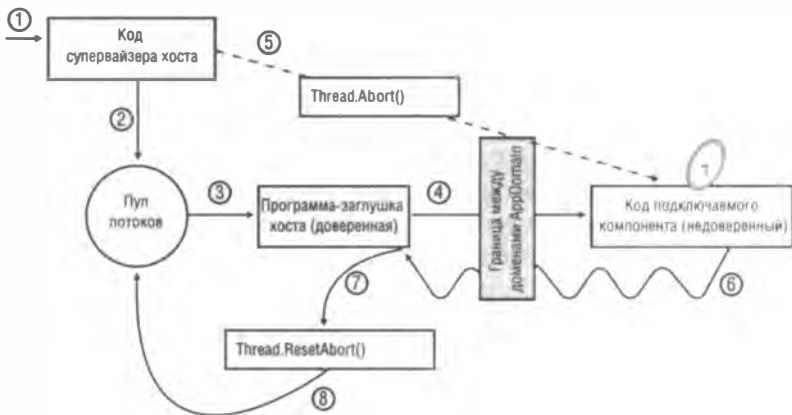 ①
Код
супервайзера хоста
⑤
Thread.Abort()
②
Пул
потоков
③
Программа-заглушка
хоста (доверенная)
④
Граница между
доменами AppDomain
Код подключаемого
компонента (недоверенный)
⑦
⑥
Thread.ResetAbort()
⑧